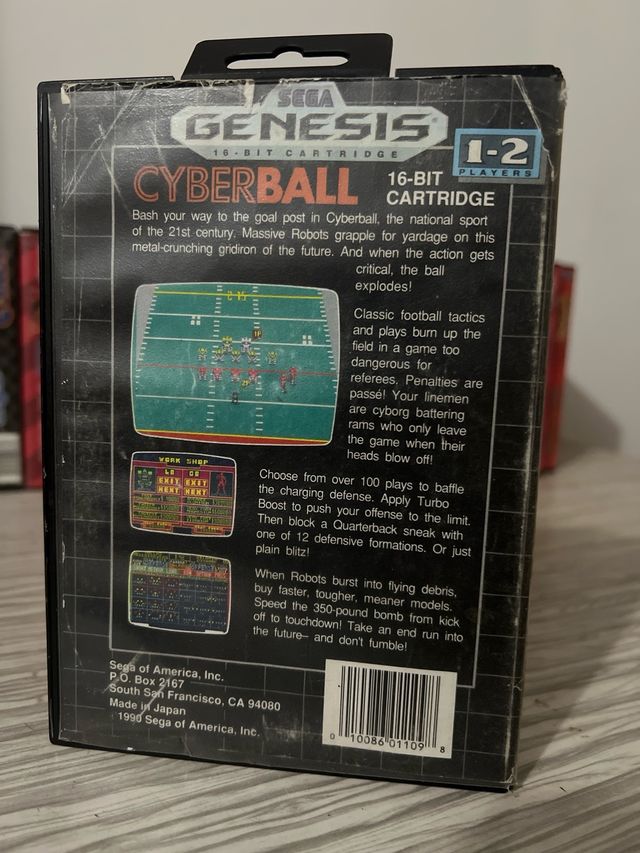 SEGA
GENESIS
16-BIT CARTRIDGE
1-2
PLAYERS
CYBERBALL
16-BIT
CARTRIDGE
Bash your way to the goal post in Cyberball, the national sport
of the 21st century. Massive Robots grapple for yardage on this
metal-crunching gridiron of the future. And when the action gets
critical, the ball
explodes!
Classic football tactics
and plays burn up the
field in a game too
dangerous for
referees. Penalties are
passé! Your linemen
are cyborg battering
rams who only leave
the game when their
heads blow off!
WORK SHOP
LD GD
EXIT EXIT
NEXT NEXT
Choose from over 100 plays to baffle
the charging defense. Apply Turbo
Boost to push your offense to the limit.
Then block a Quarterback sneak with
one of 12 defensive formations. Or just
plain blitz!
When Robots burst into flying debris,
buy faster, tougher, meaner models.
Speed the 350-pound bomb from kick
off to touchdown! Take an end run into
the future– and don't fumble!
Sega of America, Inc.
P.O. Box 2167
South San Francisco, CA 94080
Made in Japan
1990 Sega of America, Inc.
0 10086 01109 8